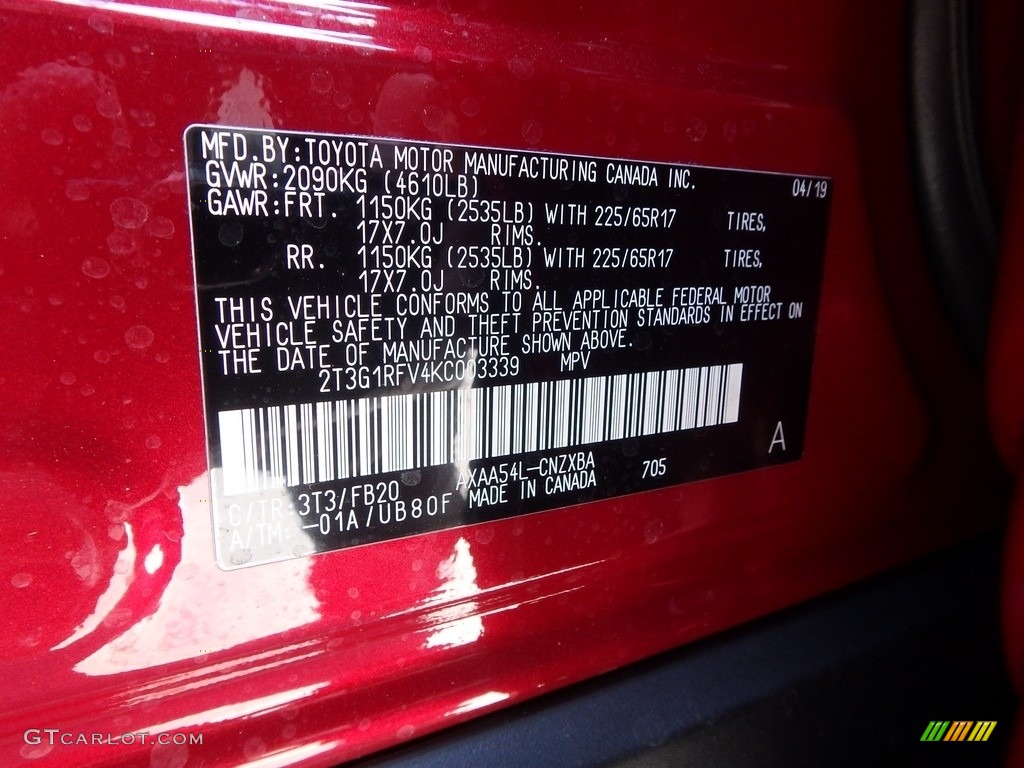 MFD.BY:TOYOTA MOTOR MANUFACTURING CANADA INC. 04/19
GVWR:2090KG (4610LB)
GAWR:FRT. 1150KG (2535LB) WITH 225/65R17 TIRES,
17X7.0J RIMS.
RR. 1150KG (2535LB) WITH 225/65R17 TIRES,
17X7.0J RIMS.
THIS VEHICLE CONFORMS TO ALL APPLICABLE FEDERAL MOTOR
VEHICLE SAFETY AND THEFT PREVENTION STANDARDS IN EFFECT ON
THE DATE OF MANUFACTURE SHOWN ABOVE.
2T3G1RFV4KC003339 MPV
A
C/TR:3T3/FB20 AXAA54L-CNZXBA 705
A/TM:-01A/UB80F MADE IN CANADA
GTCARLOT.COM